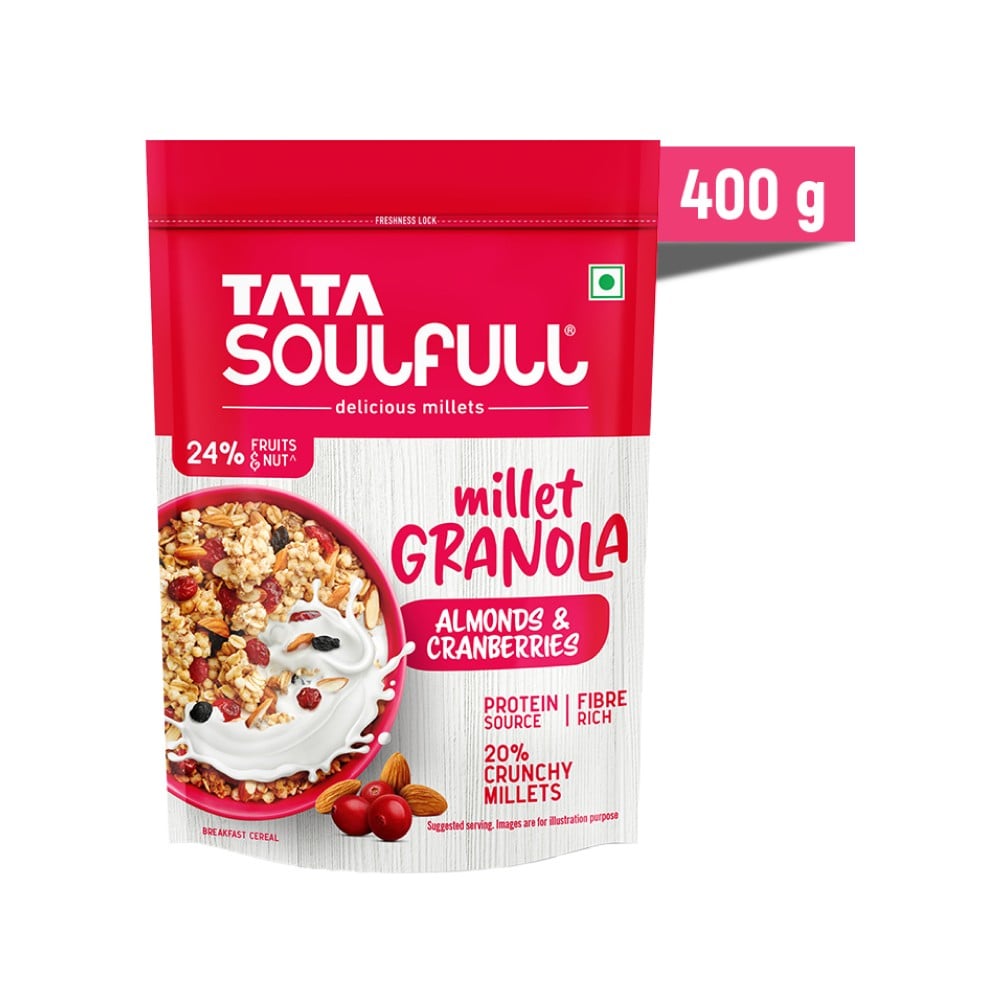 400 g
FRESHNESS LOCK
TATA
SOULFULL®
delicious millets
24% FRUITS
& NUT^
millet
GRANOLA
ALMONDS &
CRANBERRIES
PROTEIN SOURCE | FIBRE RICH
20%
CRUNCHY
MILLETS
Suggested serving. Images are for illustration purpose
BREAKFAST CEREAL